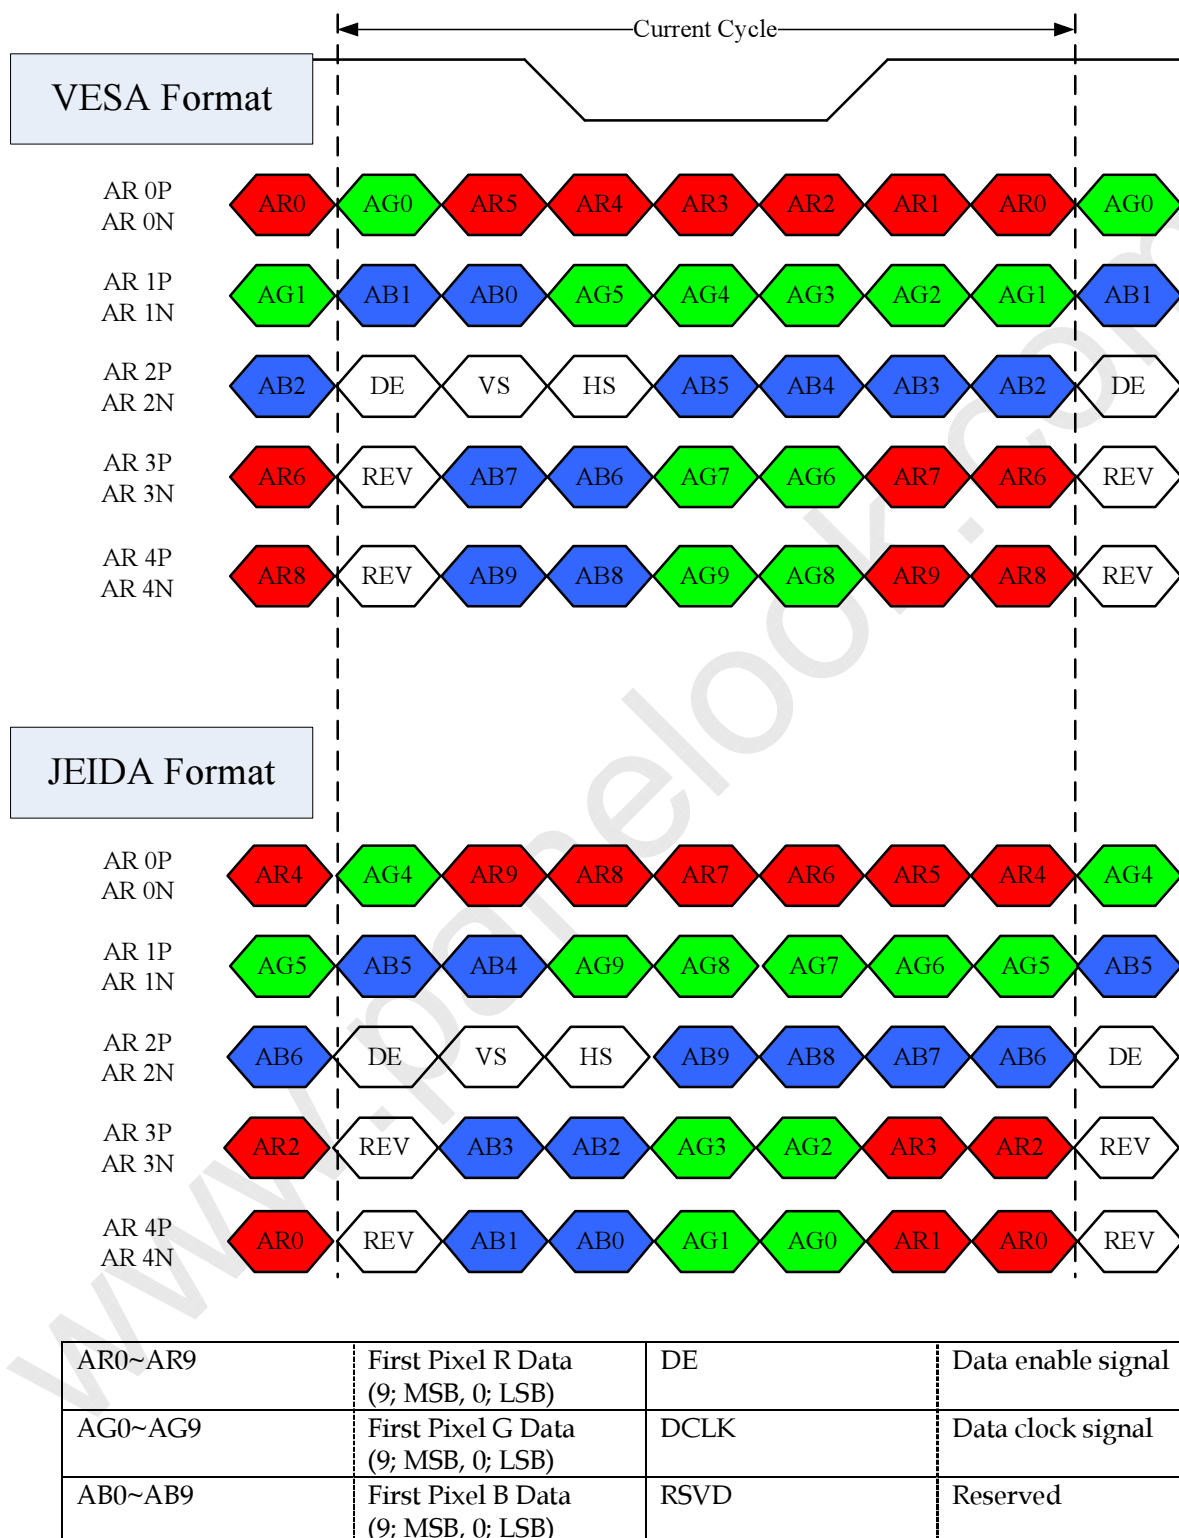 Current Cycle
VESA Format
AR 0P
AR 0N
AR0 AG0 AR5 AR4 AR3 AR2 AR1 AR0 AG0
AR 1P
AR 1N
AG1 AB1 AB0 AG5 AG4 AG3 AG2 AG1 AB1
AR 2P
AR 2N
AB2 DE VS HS AB5 AB4 AB3 AB2 DE
AR 3P
AR 3N
AR6 REV AB7 AB6 AG7 AG6 AR7 AR6 REV
AR 4P
AR 4N
AR8 REV AB9 AB8 AG9 AG8 AR9 AR8 REV
JEIDA Format
AR 0P
AR 0N
AR4 AG4 AR9 AR8 AR7 AR6 AR5 AR4 AG4
AR 1P
AR 1N
AG5 AB5 AB4 AG9 AG8 AG7 AG6 AG5 AB5
AR 2P
AR 2N
AB6 DE VS HS AB9 AB8 AB7 AB6 DE
AR 3P
AR 3N
AR2 REV AB3 AB2 AG3 AG2 AR3 AR2 REV
AR 4P
AR 4N
AR0 REV AB1 AB0 AG1 AG0 AR1 AR0 REV
AR0~AR9 First Pixel R Data DE Data enable signal
(9; MSB, 0; LSB)
AG0~AG9 First Pixel G Data DCLK Data clock signal
(9; MSB, 0; LSB)
AB0~AB9 First Pixel B Data RSVD Reserved
(9; MSB, 0; LSB)
www.panelook.com